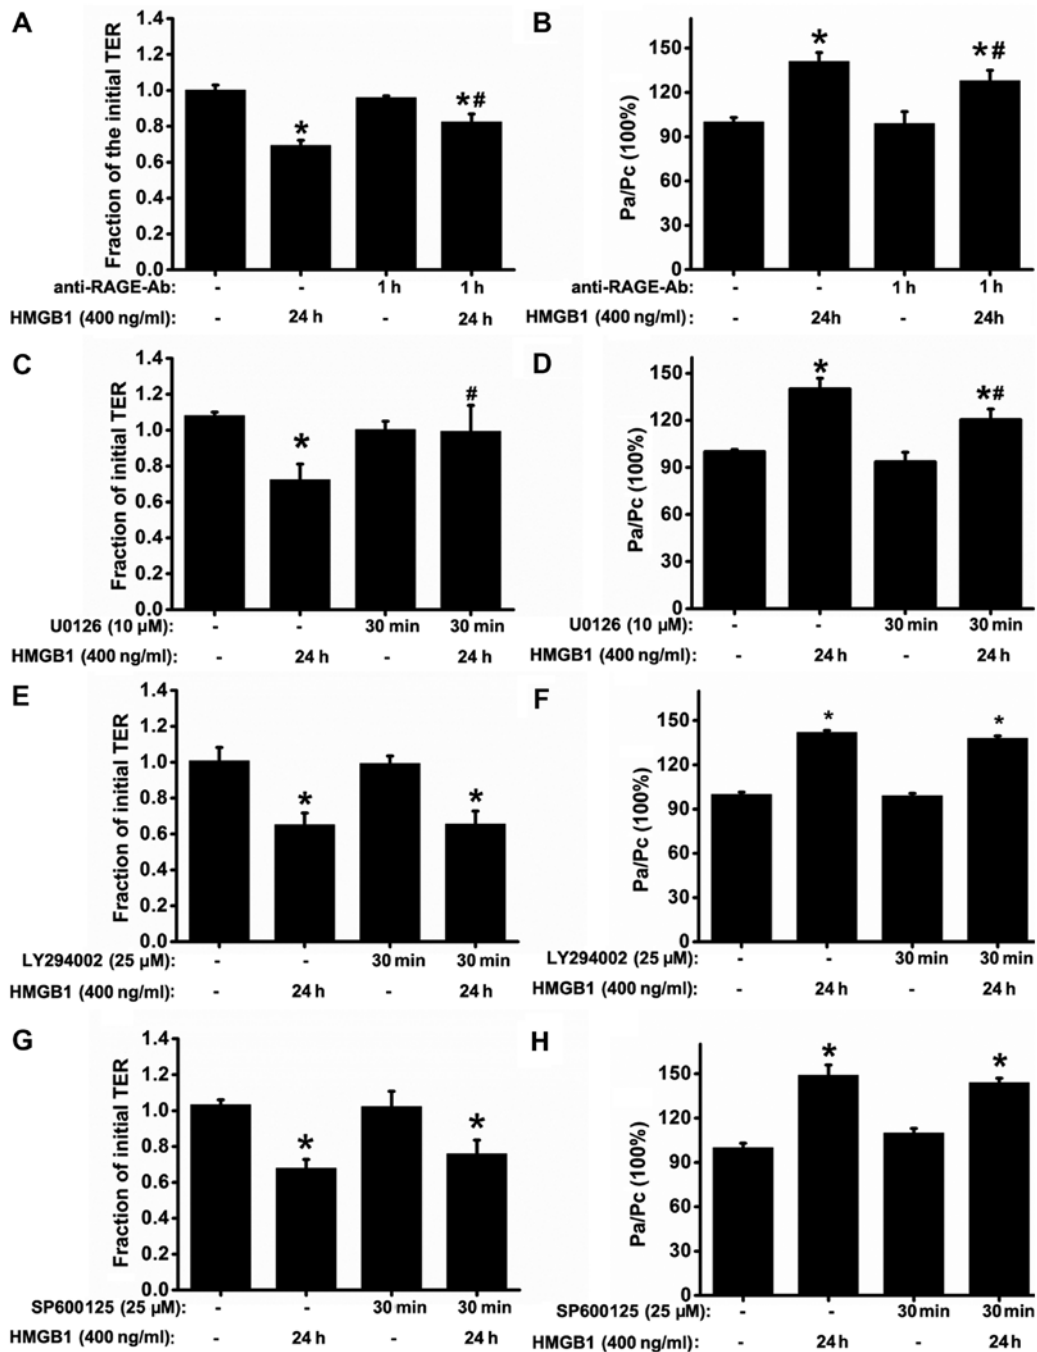 A
Fraction of the initial TER
1.4
1.2
1.0
0.8
0.6
0.4
0.2
0.0
*
*#
anti-RAGE-Ab: - - 1 h 1 h
HMGB1 (400 ng/ml): - 24 h - 24 h
B
Pa/Pc (100%)
150
120
90
60
30
0
*
*#
anti-RAGE-Ab: - - 1 h 1 h
HMGB1 (400 ng/ml): - 24h - 24h
C
Fraction of initial TER
1.4
1.2
1.0
0.8
0.6
0.4
0.2
0.0
*
#
U0126 (10 µM): - - 30 min 30 min
HMGB1 (400 ng/ml): - 24 h - 24 h
D
Pa/Pc (100%)
150
120
90
60
30
0
*
*#
U0126 (10 µM): - - 30 min 30 min
HMGB1 (400 ng/ml): - 24 h - 24 h
E
Fraction of initial TER
1.4
1.2
1.0
0.8
0.6
0.4
0.2
0.0
*
*
LY294002 (25 µM): - - 30 min 30 min
HMGB1 (400 ng/ml): - 24 h - 24 h
F
Pa/Pc (100%)
150
120
90
60
30
0
*
*
LY294002 (25 µM): - - 30 min 30 min
HMGB1 (400 ng/ml): - 24 h - 24 h
G
Fraction of initial TER
1.4
1.2
1.0
0.8
0.6
0.4
0.2
0.0
*
*
SP600125 (25 µM): - - 30 min 30 min
HMGB1 (400 ng/ml): - 24 h - 24 h
H
Pa/Pc (100%)
150
120
90
60
30
0
*
*
SP600125 (25 µM): - - 30 min 30 min
HMGB1 (400 ng/ml): - 24 h - 24 h